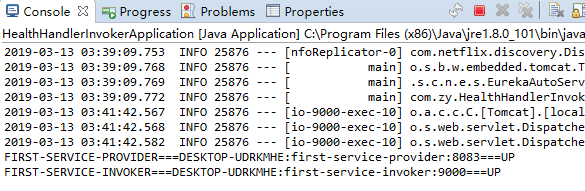 Console Progress Problems Properties
HealthHandlerInvokerApplication [Java Application] C:\Program Files (x86)\Java\jre1.8.0_101\bin\java
2019-03-13 03:39:09.753 INFO 25876 --- [nfoReplicator-0] com.netflix.discovery.Dis
2019-03-13 03:39:09.768 INFO 25876 --- [ main] o.s.b.w.embedded.tomcat.T
2019-03-13 03:39:09.768 INFO 25876 --- [ main] .s.c.n.e.s.EurekaAutoServ
2019-03-13 03:39:09.772 INFO 25876 --- [ main] com.zy.HealthHandlerInvok
2019-03-13 03:41:42.567 INFO 25876 --- [io-9000-exec-10] o.a.c.c.C.[Tomcat].[local
2019-03-13 03:41:42.568 INFO 25876 --- [io-9000-exec-10] o.s.web.servlet.Dispatche
2019-03-13 03:41:42.582 INFO 25876 --- [io-9000-exec-10] o.s.web.servlet.Dispatche
FIRST-SERVICE-PROVIDER===DESKTOP-UDRKMHE:first-service-provider:8083===UP
FIRST-SERVICE-INVOKER===DESKTOP-UDRKMHE:first-service-invoker:9000===UP